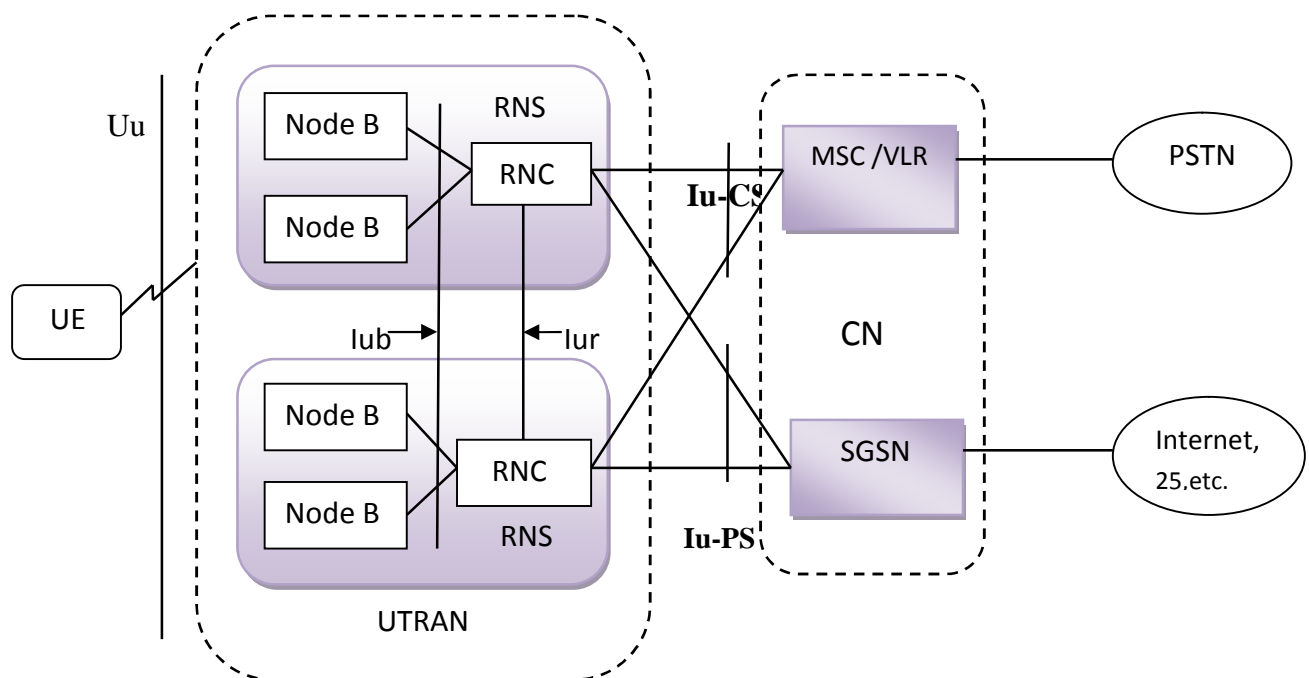 Uu
UE
Node B
Node B
RNS
RNC
Iub
Iur
Node B
Node B
RNC
RNS
UTRAN
Iu-CS
Iu-PS
MSC /VLR
CN
SGSN
PSTN
Internet,
25,etc.